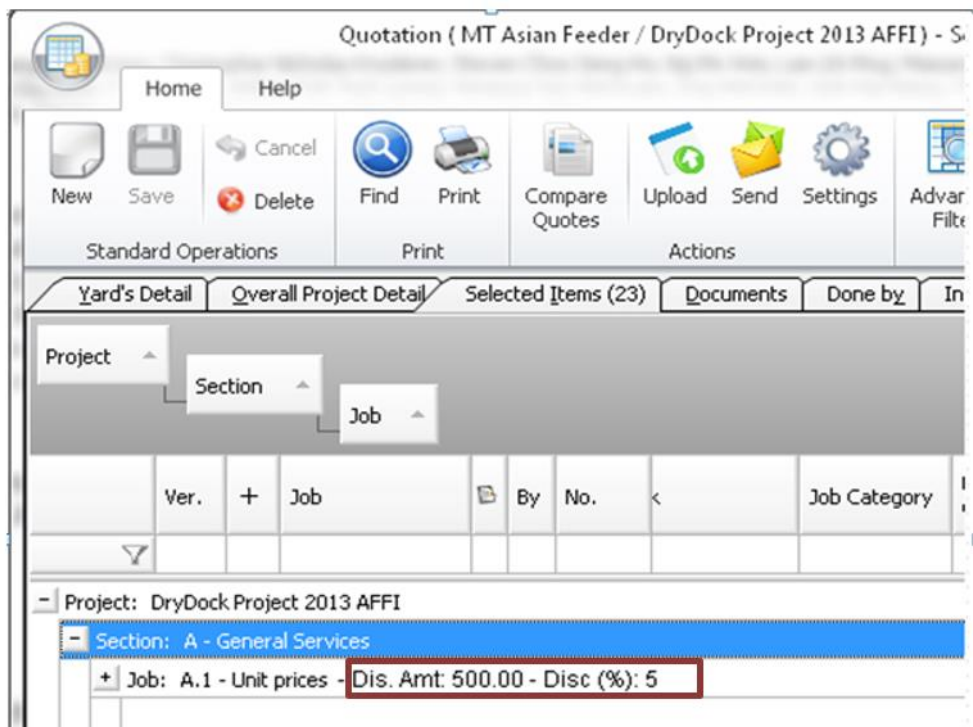 Quotation ( MT Asian Feeder / DryDock Project 2013 AFFI ) -
Home Help
New Save Cancel Delete Find Print Compare Quotes Upload Send Settings
Standard Operations Print Actions
Yard's Detail Overall Project Detail Selected Items (23) Documents Done by
Project
Section
Job
Ver. + Job By No. < Job Category
- Project: DryDock Project 2013 AFFI
- Section: A - General Services
+ Job: A.1 - Unit prices - Dis. Amt: 500.00 - Disc (%): 5